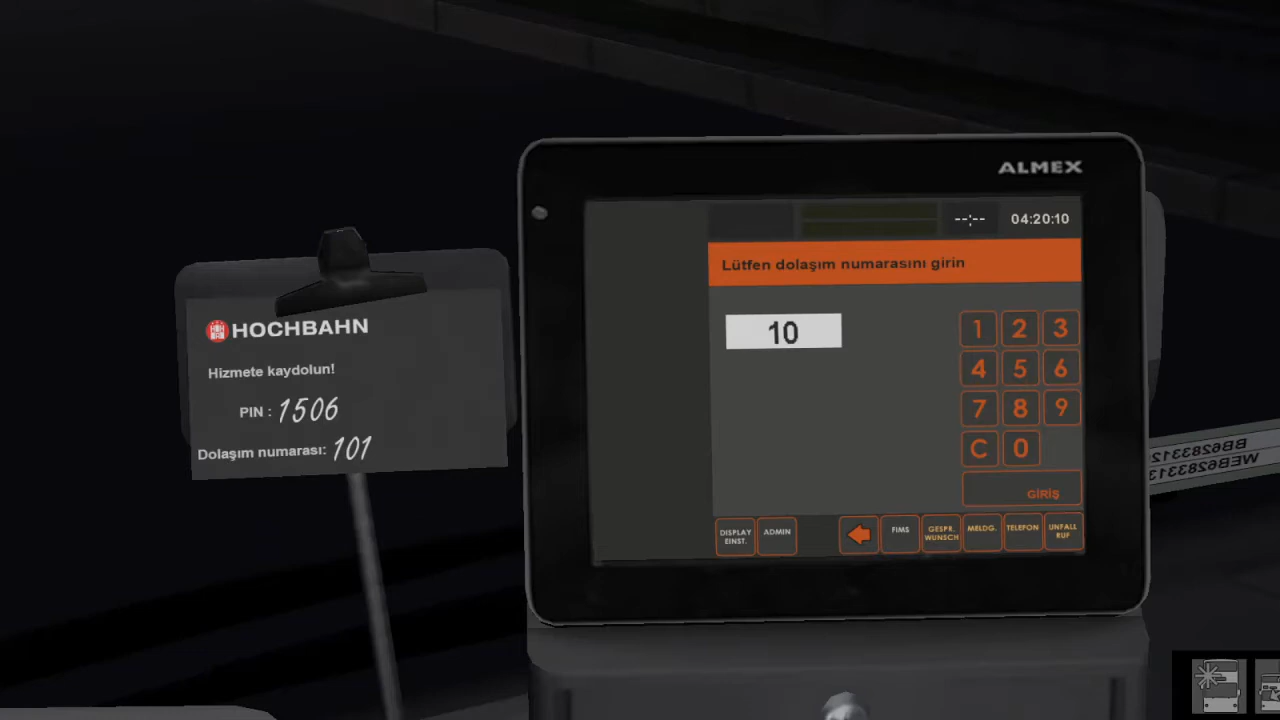 ALMEX
--:--
04:20:10
Lütfen dolaşım numarasını girin
10
1 2 3
4 5 6
7 8 9
C 0
GİRİŞ
DISPLAY
EINST.
ADMIN
FIMS
GESPR.
WUNSCH
MELDG.
TELEFON
UNFALL
RUF
HOCHBAHN
Hizmete kaydolun!
PIN : 1506
Dolaşım numarası: 101